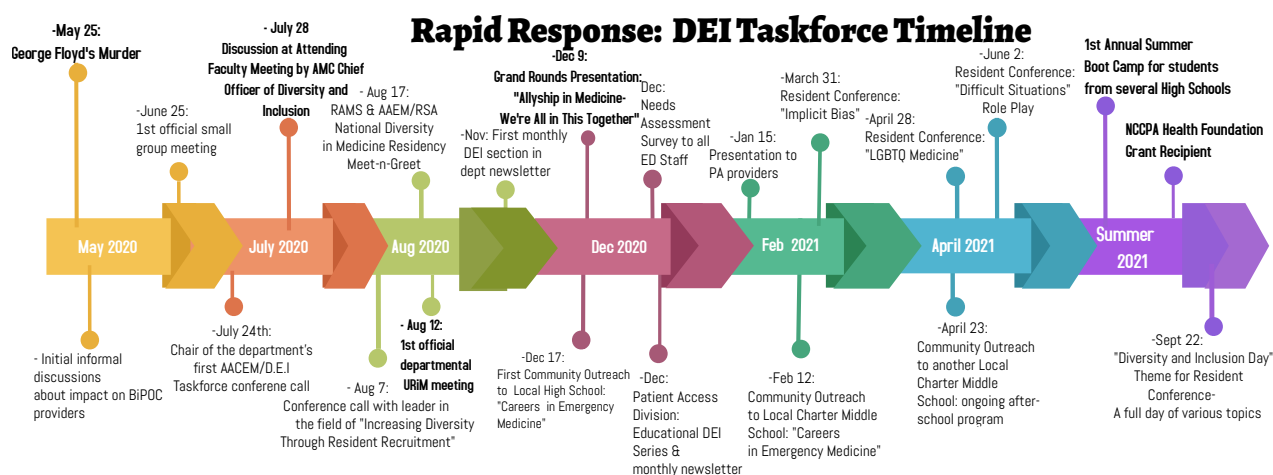 Rapid Response: DEI Taskforce Timeline
-May 25:
George Floyd's Murder
-June 25:
1st official small
group meeting
- July 28
Discussion at Attending
Faculty Meeting by AMC Chief
Officer of Diversity and
Inclusion
- Aug 17:
RAMS & AAEM/RSA
National Diversity
in Medicine Residency
Meet-n-Greet
-Nov: First monthly
DEI section in
dept newsletter
-Dec 9:
Grand Rounds Presentation:
"Allyship in Medicine-
We're All in This Together"
Dec:
Needs
Assessment
Survey to all
ED Staff
-Jan 15:
Presentation to
PA providers
-March 31:
Resident Conference:
"Implicit Bias"
-April 28:
Resident Conference:
"LGBTQ Medicine"
-June 2:
Resident Conference:
"Difficult Situations"
Role Play
1st Annual Summer
Boot Camp for students
from several High Schools
NCCPA Health Foundation
Grant Recipient
May 2020
July 2020
Aug 2020
Dec 2020
Feb 2021
April 2021
Summer
2021
- Initial informal
discussions
about impact on BiPOC
providers
-July 24th:
Chair of the department's
first AACEM/D.E.I
Taskforce conferene call
- Aug 7:
Conference call with leader in
the field of "Increasing Diversity
Through Resident Recruitment"
- Aug 12:
1st official
departmental
URiM meeting
-Dec 17:
First Community Outreach
to Local High School:
"Careers in Emergency
Medicine"
-Dec:
Patient Access
Division:
Educational DEI
Series &
monthly newsletter
-Feb 12:
Community Outreach
to Local Charter Middle
School: "Careers
in Emergency Medicine"
-April 23:
Community Outreach
to another Local
Charter Middle
School: ongoing after-
school program
-Sept 22:
"Diversity and Inclusion Day"
Theme for Resident
Conference-
A full day of various topics